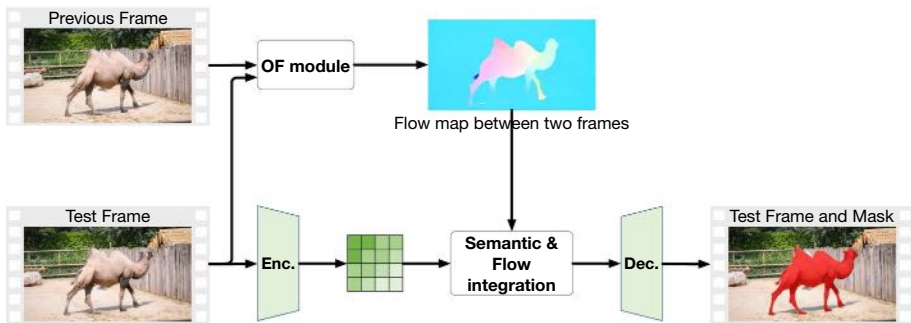 Previous Frame
OF module
Flow map between two frames
Test Frame
Enc.
Semantic &
Flow
integration
Dec.
Test Frame and Mask